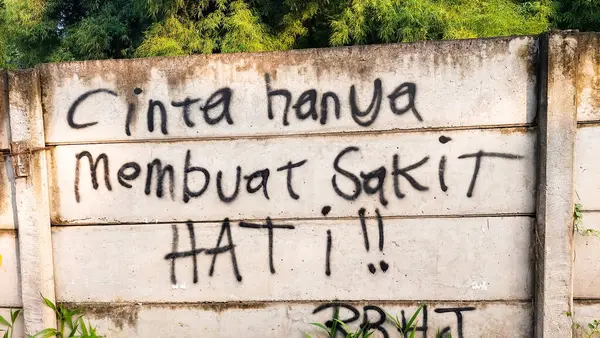 Cinta hanya
Membuat Sakit
HATi!!